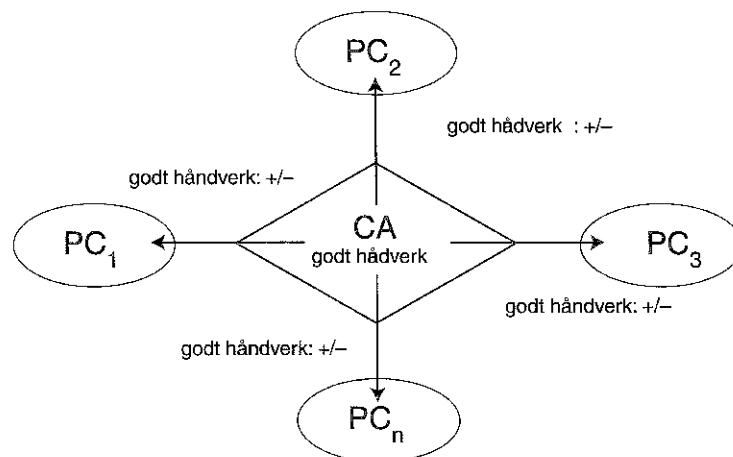 PC2
godt hådverk : +/–
godt håndverk: +/–
CA
PC1
PC3
godt hådverk
godt håndverk: +/–
godt håndverk: +/–
PCn